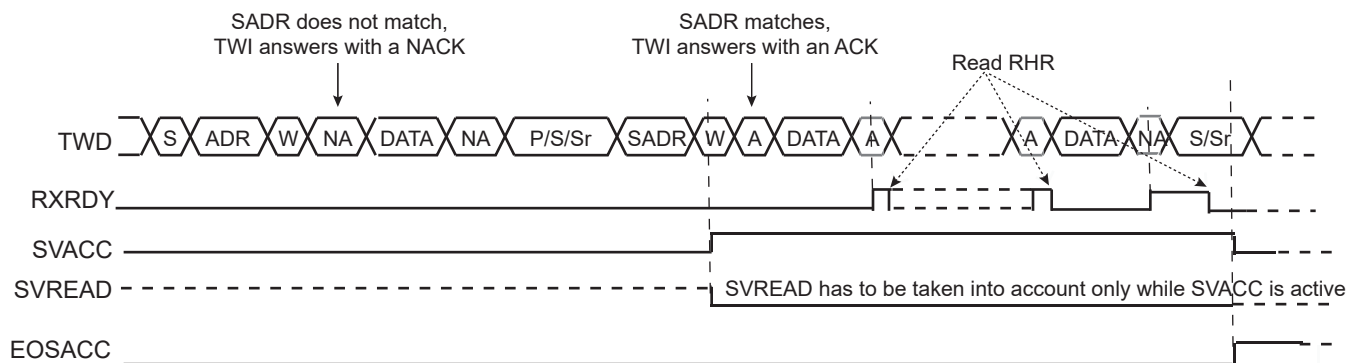 SADR does not match,
TWI answers with a NACK
SADR matches,
TWI answers with an ACK
Read RHR
TWD S ADR W NA DATA NA P/S/Sr SADR W A DATA A A DATA NA S/Sr
RXRDY
SVACC
SVREAD SVREAD has to be taken into account only while SVACC is active
EOSACC